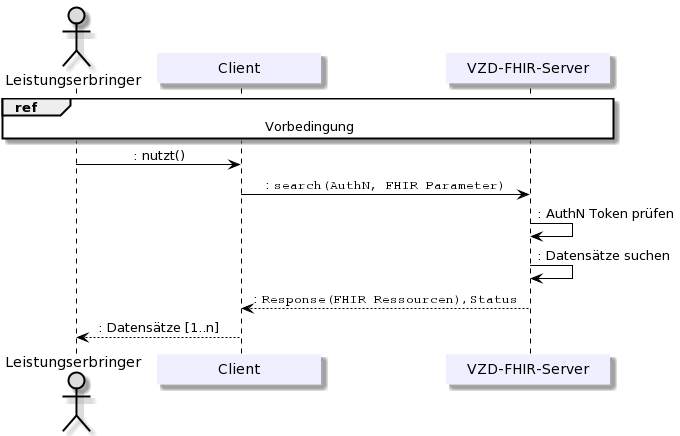 Leistungserbringer
Client
VZD-FHIR-Server
ref
Vorbedingung
: nutzt()
: search(AuthN, FHIR Parameter)
: AuthN Token prüfen
: Datensätze suchen
: Response(FHIR Ressourcen),Status
: Datensätze [1..n]
Leistungserbringer
Client
VZD-FHIR-Server